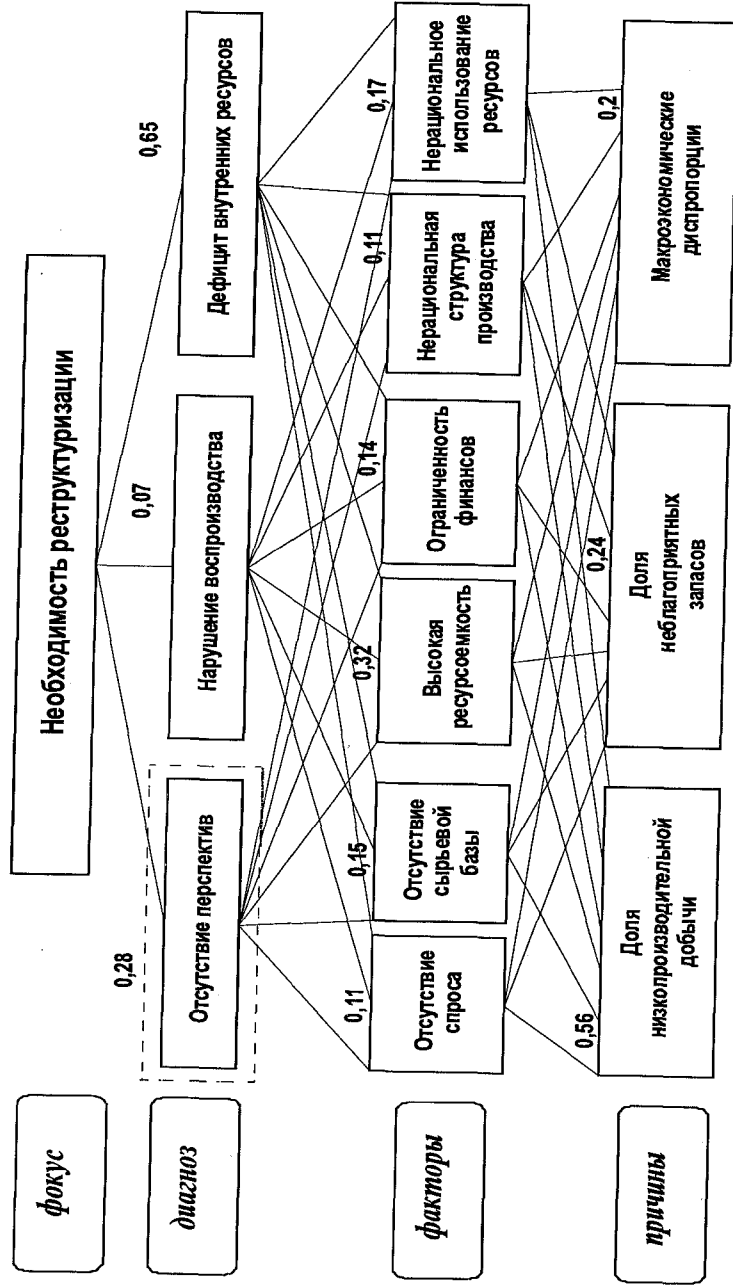 фокус
Необходимость реструктуризации
0,28
0,07
0,65
диагноз
Отсутствие перспектив
Нарушение воспроизводства
Дефицит внутренних ресурсов
0,11
0,15
0,32
0,14
0,11
0,17
факторы
Отсутствие
спроса
Отсутствие
сырьевой
базы
Высокая
ресурсоемкость
Ограниченность
финансов
Нерациональная
структура
производства
Нерациональное
использование
ресурсов
0,56
0,24
0,2
причины
Доля
низкопроизводительной
добычи
Доля
неблагоприятных
запасов
Макроэкономические
диспропорции